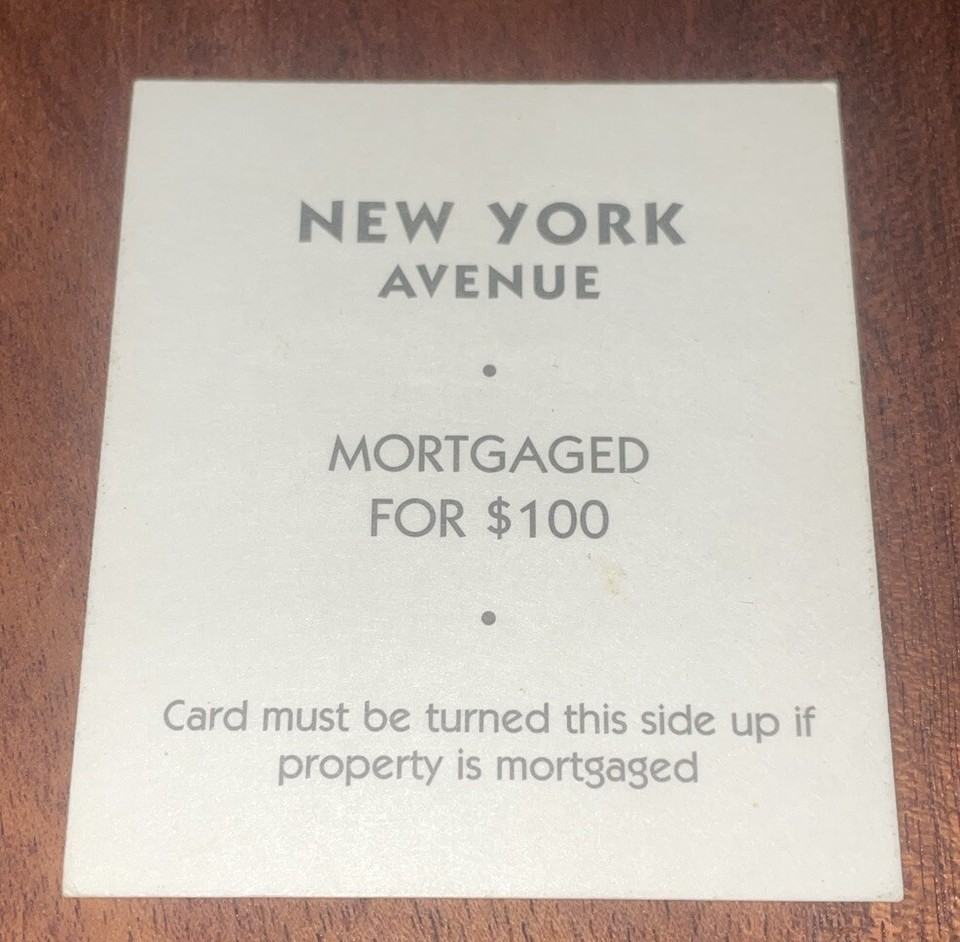 NEW YORK
AVENUE
•
MORTGAGED
FOR $100
•
Card must be turned this side up if
property is mortgaged